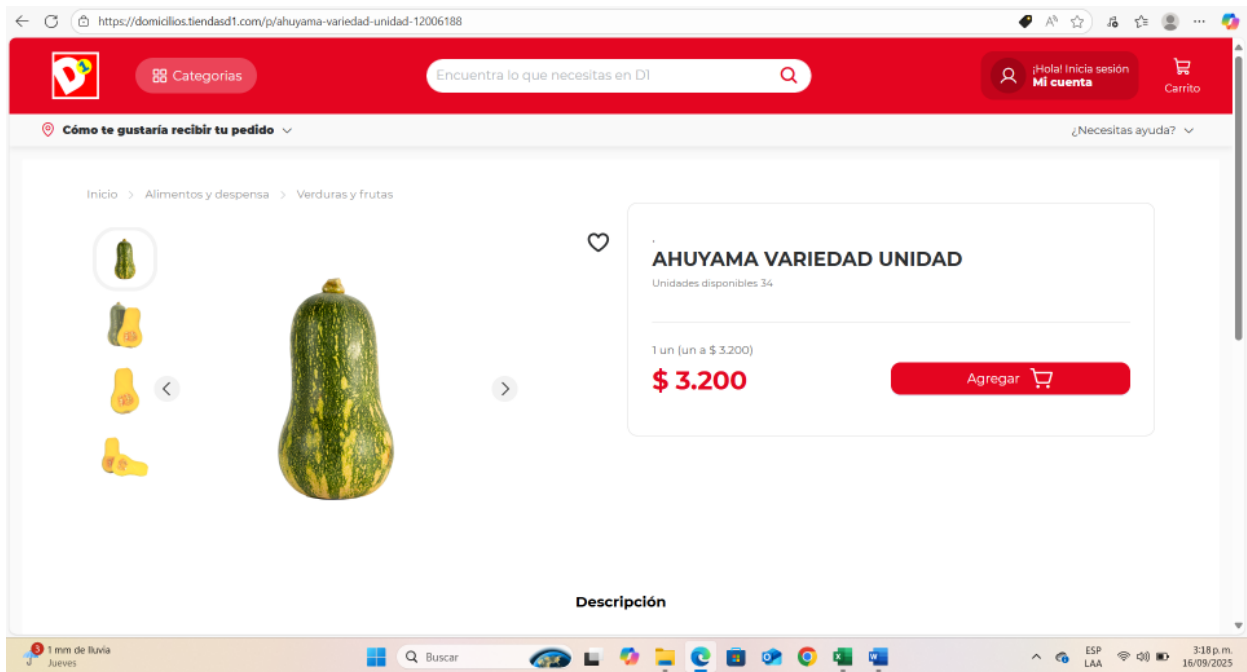 https://domicilios.tiendasd1.com/p/ahuyama-variedad-unidad-12006188
D1
Categorias
Encuentra lo que necesitas en D1
¡Hola! Inicia sesión
Mi cuenta
Carrito
Cómo te gustaría recibir tu pedido
¿Necesitas ayuda?
Inicio > Alimentos y despensa > Verduras y frutas
,
AHUYAMA VARIEDAD UNIDAD
Unidades disponibles 34
1 un (un a $ 3.200)
$ 3.200
Agregar
Descripción
3
1 mm de lluvia
Jueves
Buscar
ESP
LAA
3:18 p. m.
16/09/2025